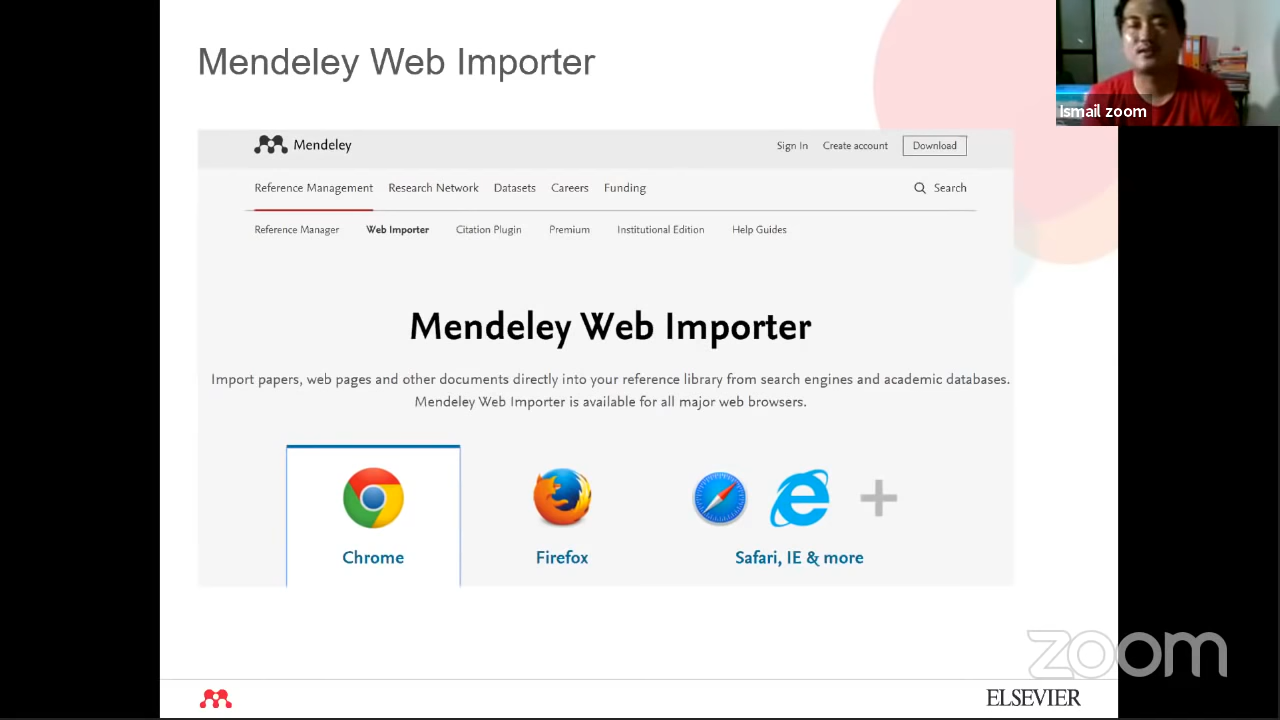 Mendeley Web Importer
Ismail zoom
Mendeley
Sign In Create account Download
Reference Management Research Network Datasets Careers Funding Search
Reference Manager Web Importer Citation Plugin Premium Institutional Edition Help Guides
Mendeley Web Importer
Import papers, web pages and other documents directly into your reference library from search engines and academic databases.
Mendeley Web Importer is available for all major web browsers.
Chrome Firefox Safari, IE & more
zoom
ELSEVIER